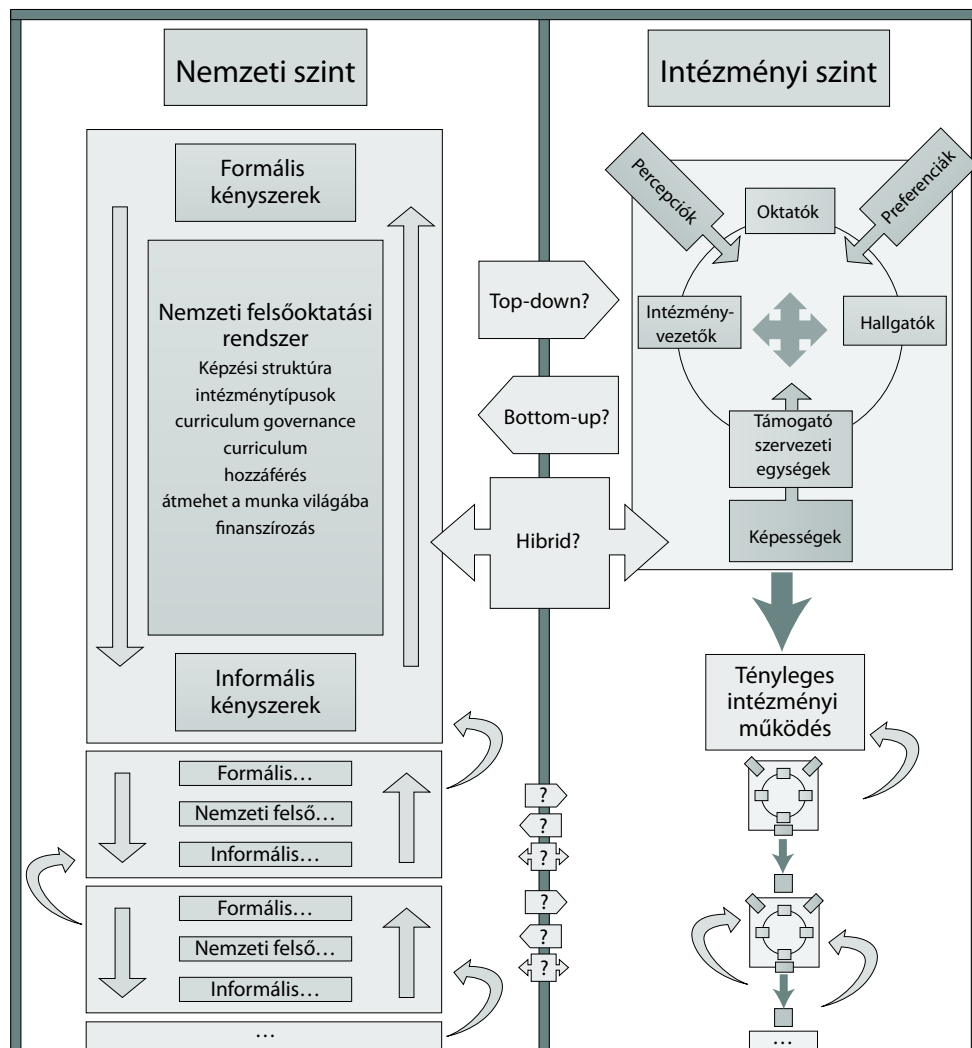 Nemzeti szint
Formális
kényszerek
Nemzeti felsőoktatási
rendszer
Képzési struktúra
intézménytípusok
curriculum governance
curriculum
hozzáférés
átmehet a munka világába
finanszírozás
Informális
kényszerek
Formális…
Nemzeti felső…
Informális…
Formális…
Nemzeti felső…
Informális…
…
Top-down?
Bottom-up?
Hibrid?
?
?
?
?
?
?
Intézményi szint
Percepciók
Preferenciák
Oktatók
Intézmény-
vezetők
Hallgatók
Támogató
szervezeti
egységek
Képességek
Tényleges
intézményi
működés
…